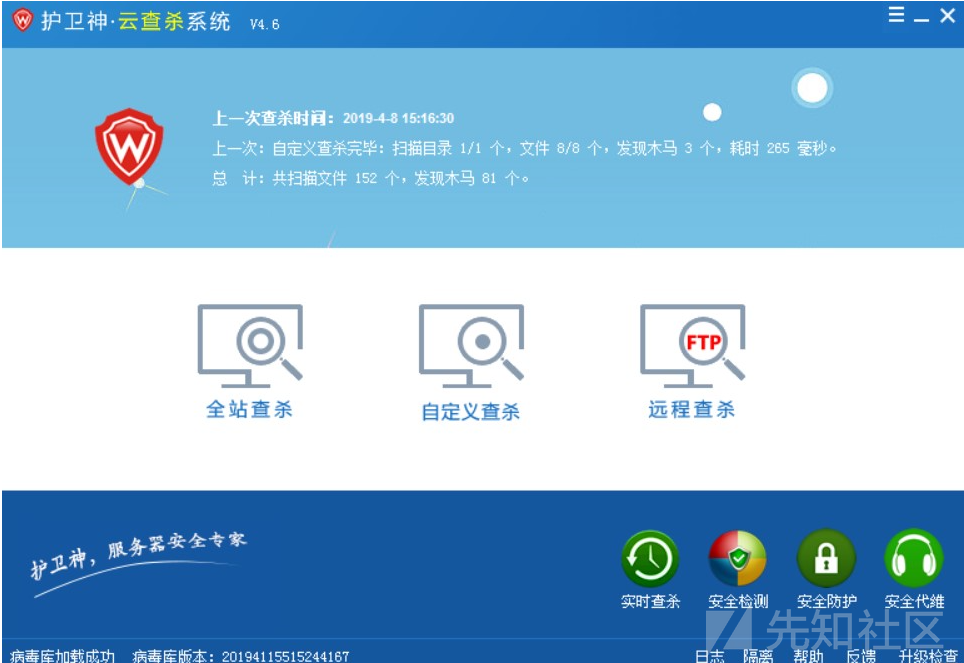 护卫神·云查杀系统 V4.6
上一次查杀时间：2019-4-8 15:16:30
上一次：自定义查杀完毕：扫描目录 1/1 个，文件 8/8 个，发现木马 3 个，耗时 265 毫秒。
总 计：共扫描文件 152 个，发现木马 81 个。
FTP
全站查杀 自定义查杀 远程查杀
护卫神，服务器安全专家
实时查杀 安全检测 安全防护 安全代维
先知社区
病毒库加载成功 病毒库版本：20194115515244167 日志 隔离 帮助 反馈 升级检查